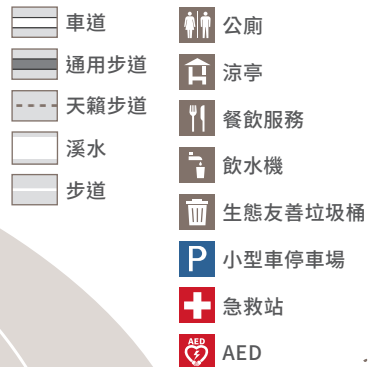 車道
通用步道
天籟步道
溪水
步道
公廁
涼亭
餐飲服務
飲水機
生態友善垃圾桶
P 小型車停車場
急救站
AED AED